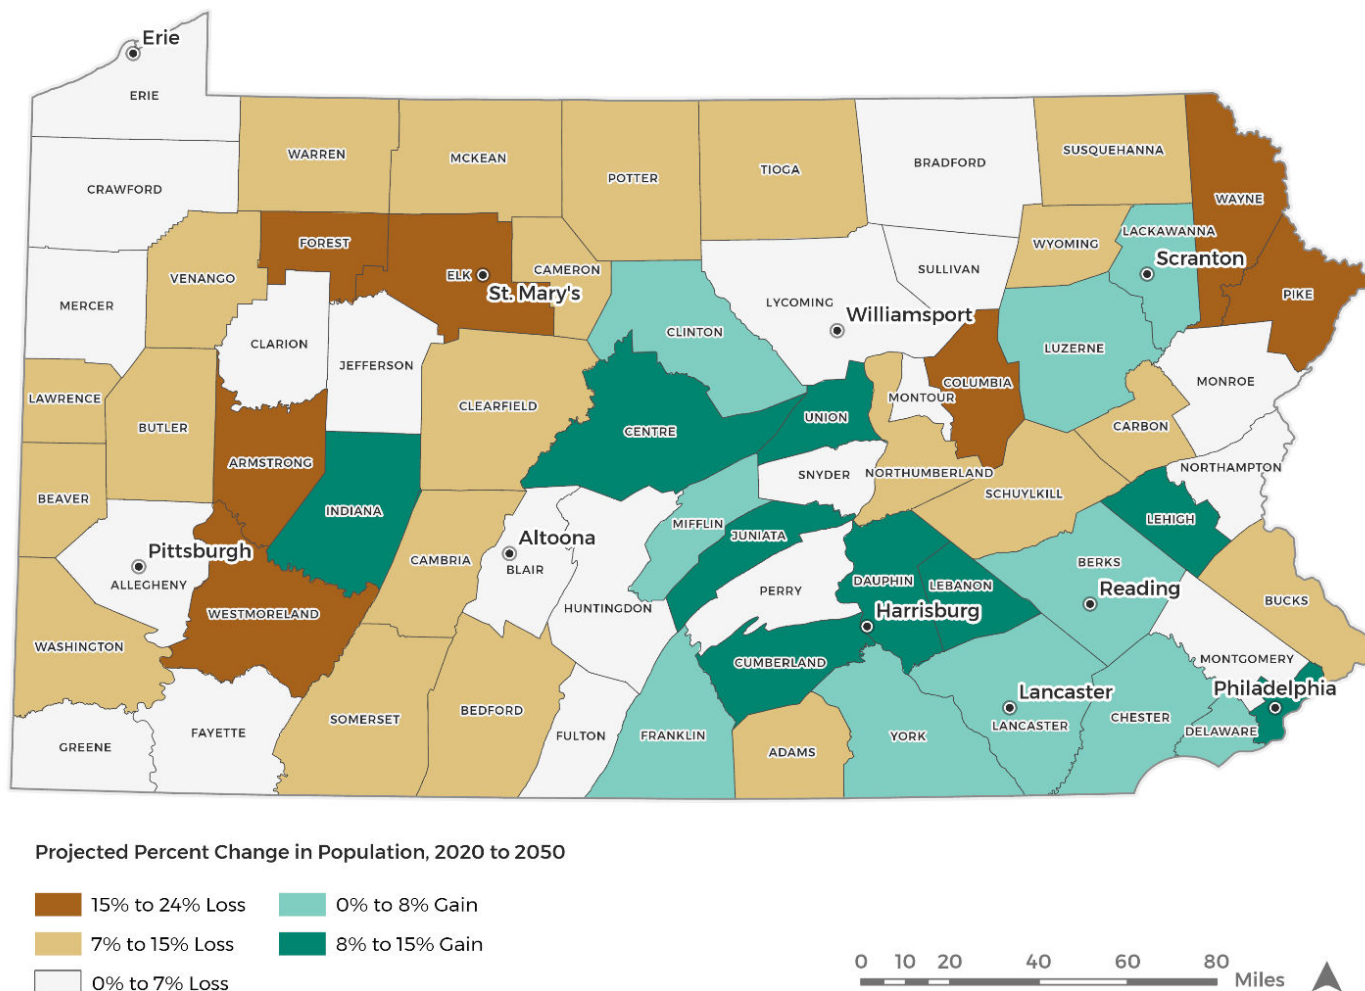 Erie
ERIE
WARREN
MCKEAN
POTTER
TIOGA
BRADFORD
SUSQUEHANNA
CRAWFORD
WAYNE
FOREST
LACKAWANNA
WYOMING
Scranton
VENANGO
ELK
CAMERON
St. Mary's
SULLIVAN
PIKE
MERCER
LYCOMING
Williamsport
CLINTON
CLARION
LUZERNE
JEFFERSON
MONROE
COLUMBIA
LAWRENCE
MONTOUR
CLEARFIELD
UNION
BUTLER
CENTRE
CARBON
ARMSTRONG
NORTHAMPTON
SNYDER
NORTHUMBERLAND
BEAVER
SCHUYLKILL
INDIANA
LEHIGH
MIFFLIN
JUNIATA
Pittsburgh
Altoona
CAMBRIA
BLAIR
BERKS
ALLEGHENY
DAUPHIN
LEBANON
Reading
PERRY
BUCKS
HUNTINGDON
WESTMORELAND
Harrisburg
WASHINGTON
CUMBERLAND
MONTGOMERY
Lancaster
Philadelphia
BEDFORD
SOMERSET
CHESTER
LANCASTER
FAYETTE
DELAWARE
FULTON
FRANKLIN
YORK
GREENE
ADAMS
Projected Percent Change in Population, 2020 to 2050
15% to 24% Loss
0% to 8% Gain
7% to 15% Loss
8% to 15% Gain
0% to 7% Loss
0 10 20 40 60 80 Miles